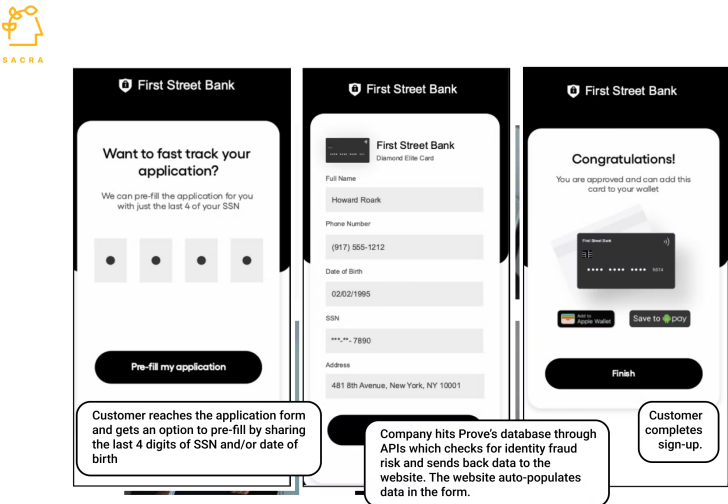 SACRA
First Street Bank
Want to fast track your
application?
We can pre-fill the application for you
with just the last 4 of your SSN
Pre-fill my application
Customer reaches the application form
and gets an option to pre-fill by sharing
the last 4 digits of SSN and/or date of
birth
First Street Bank
First Street Bank
Diamond Elite Card
Full Name
Howard Roark
Phone Number
(917) 555-1212
Date of Birth
02/02/1995
SSN
***-**- 7890
Address
481 8th Avenue, New York, NY 10001
Company hits Prove's database through
APIs which checks for identity fraud
risk and sends back data to the
website. The website auto-populates
data in the form.
First Street Bank
Congratulations!
You are approved and can add this
card to your wallet
First Street Bank
•••• •••• ••••
Add to
Apple Wallet
Save to pay
Finish
Customer
completes
sign-up.